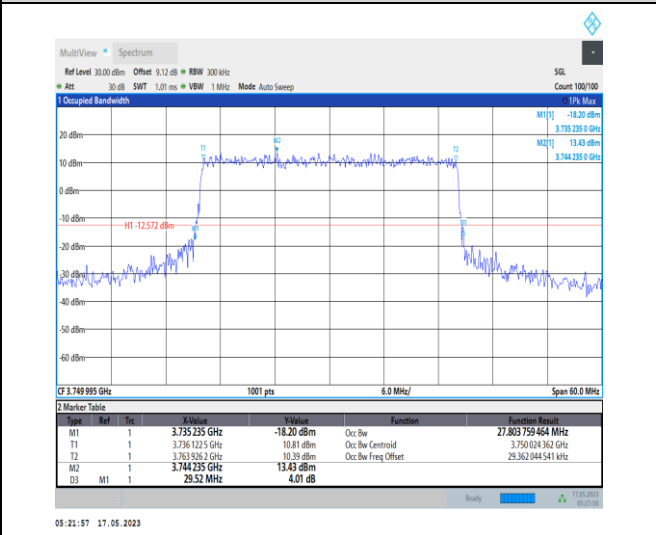 MultiView Spectrum
Ref Level 30.00 dBm Offset 9.12 dB RBW 300 kHz SGL
Att 30 dB SWT 1.01 ms VBW 1 MHz Mode Auto Sweep Count 100/100
1 Occupied Bandwidth 1Pk Max
M1[1] -18.20 dBm
3.735 235 0 GHz
M2[1] 13.43 dBm
3.744 235 0 GHz
20 dBm
T1 M2 T2
10 dBm
0 dBm
-10 dBm
H1 -12.572 dBm
M1 D3
-20 dBm
-30 dBm
-40 dBm
-50 dBm
-60 dBm
CF 3.749 995 GHz 1001 pts 6.0 MHz/ Span 60.0 MHz
2 Marker Table
Type Ref Trc X-Value Y-Value Function Function Result
M1 1 3.735 235 GHz -18.20 dBm Occ Bw 27.803 759 464 MHz
T1 1 3.736 122 5 GHz 10.81 dBm Occ Bw Centroid 3.750 024 362 GHz
T2 1 3.763 926 2 GHz 10.39 dBm Occ Bw Freq Offset 29.362 044 541 kHz
M2 1 3.744 235 GHz 13.43 dBm
D3 M1 1 29.52 MHz 4.01 dB
Ready 17.05.2023
05:21:56
05:21:57 17.05.2023